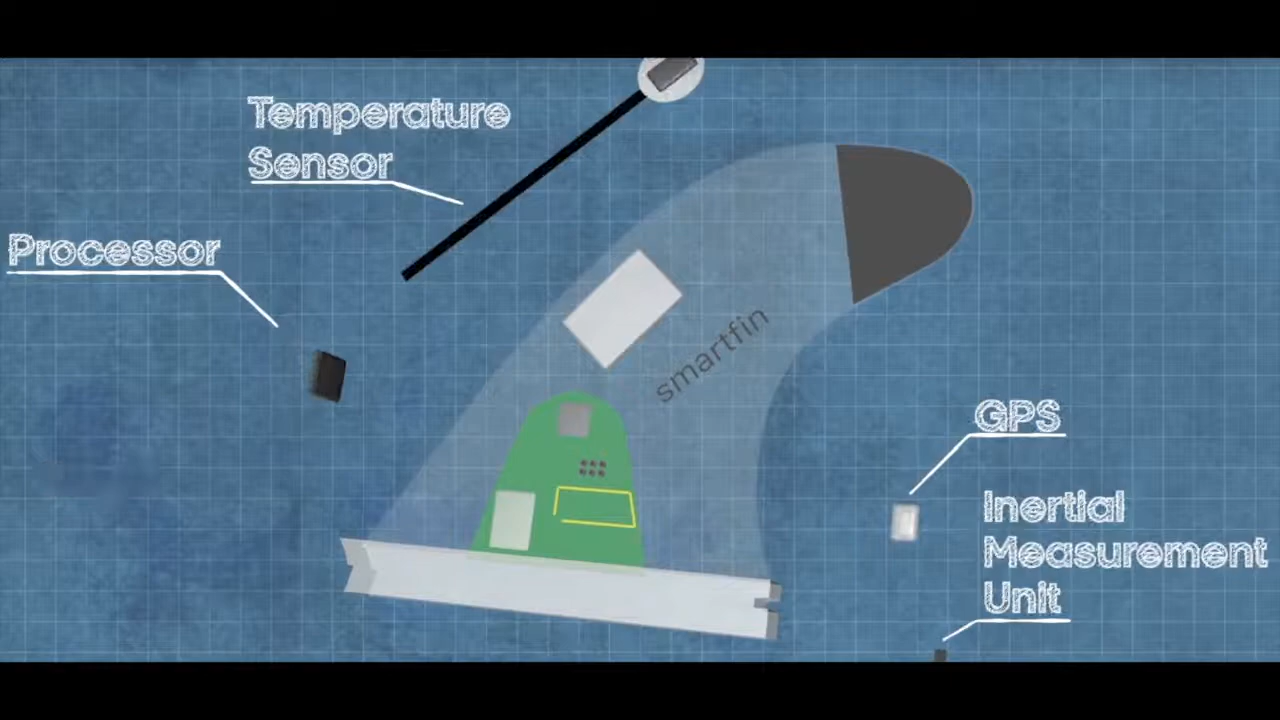 Temperature
Sensor
Processor
smartfin
GPS
Inertial
Measurement
Unit